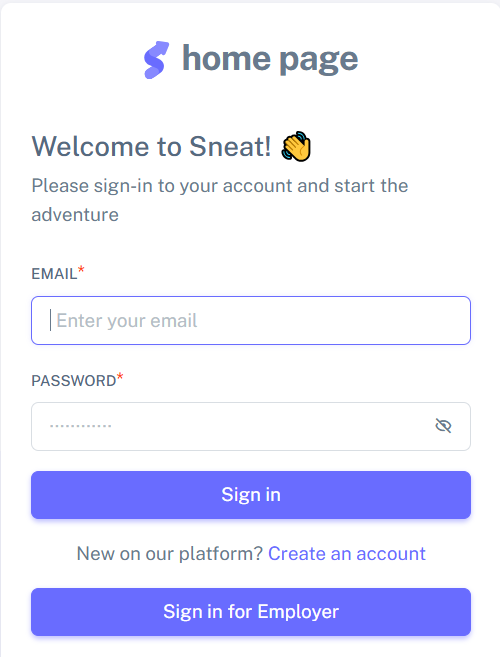 home page
Welcome to Sneat! 👋
Please sign-in to your account and start the
adventure
EMAIL*
Enter your email
PASSWORD*
············
Sign in
New on our platform? Create an account
Sign in for Employer